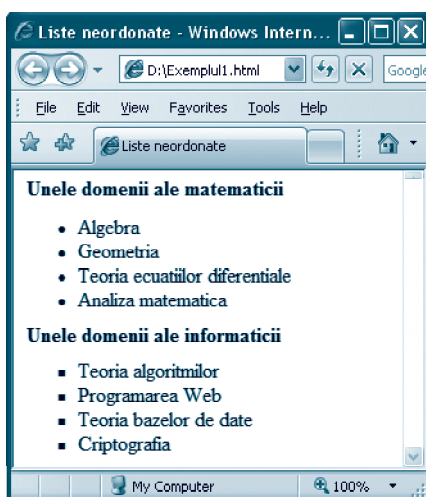 Liste neordonate - Windows Intern...
D:\Exemplul1.html
Google
File Edit View Favorites Tools Help
Liste neordonate
Unele domenii ale matematicii
• Algebra
• Geometria
• Teoria ecuatiilor diferentiale
• Analiza matematica
Unele domenii ale informaticii
▪ Teoria algoritmilor
▪ Programarea Web
▪ Teoria bazelor de date
▪ Criptografia
My Computer 100%